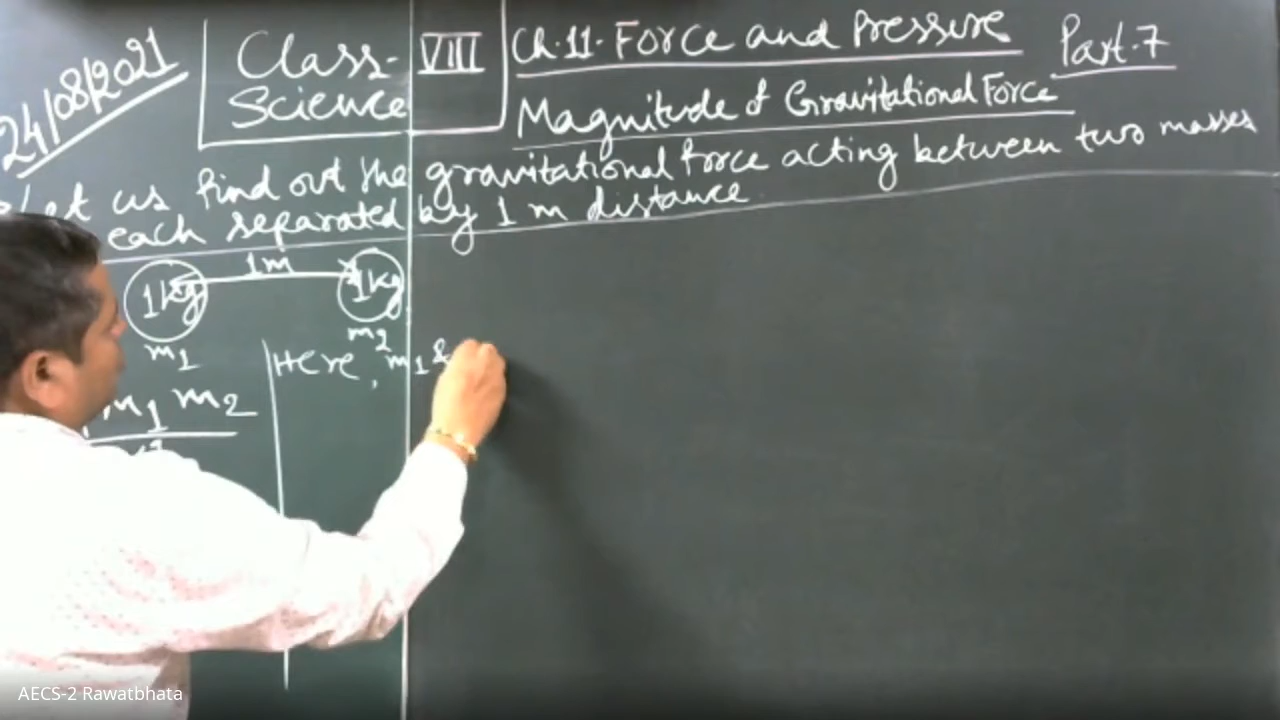 24/08/2021
Class- VIII
Science
Ch.11. Force and Pressure
Part.7
Magnitude of Gravitational Force
Let us find out the gravitational force acting between two masses
each separated by 1 m distance.
1m
1kg 1kg
m1 m2
Here, m1 &
m1 m2
AECS-2 Rawatbhata